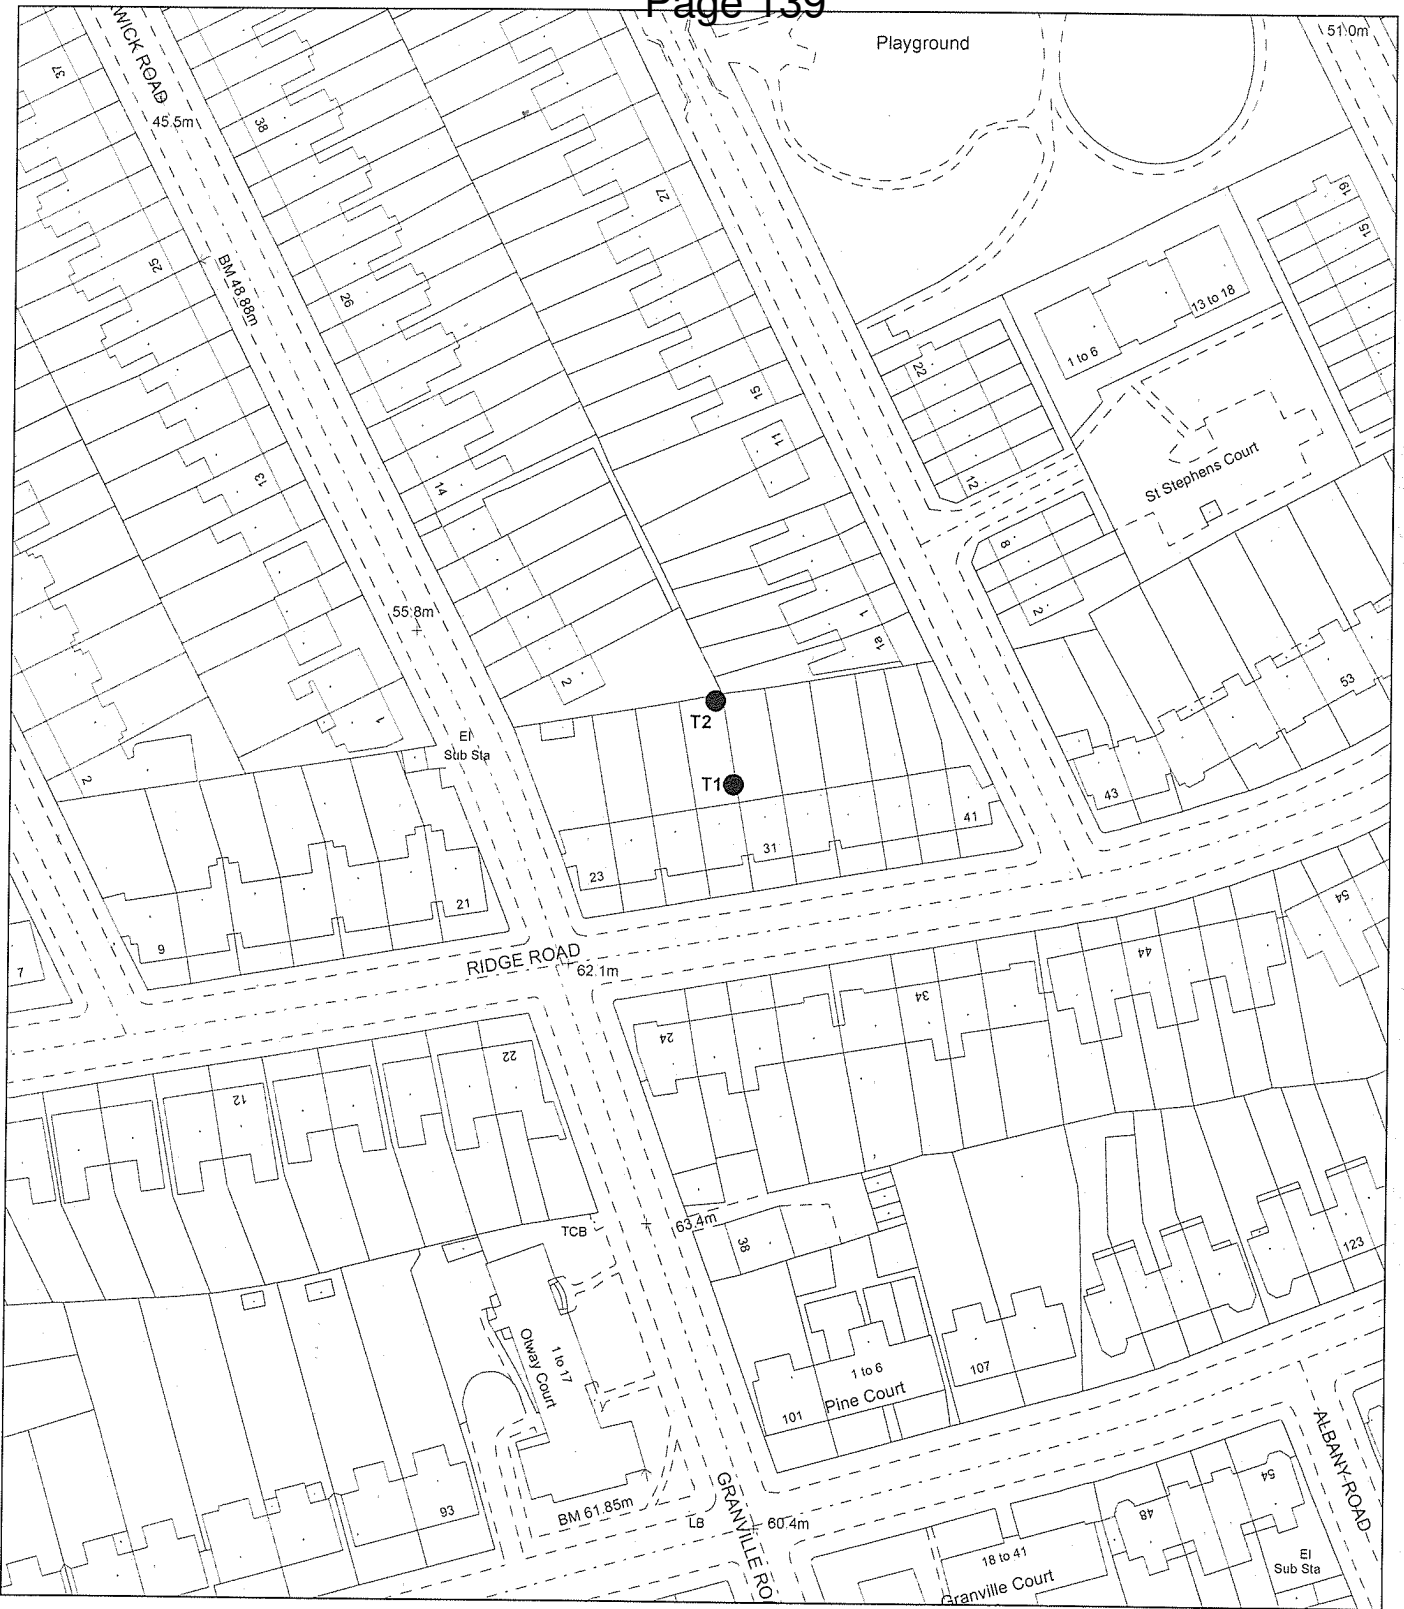 Page 139
WICK ROAD
Playground
51.0m
37
45.5m
38
27
19
15
25
BM 48.88m
26
13 to 18
1 to 6
22
15
11
13
14
12
St Stephens Court
8
2
55.8m
1
1a
2
53
T2
1
El
Sub Sta
2
T1
43
41
31
23
21
9
7
RIDGE ROAD
62.1m
54
44
34
24
22
12
TCB
63.4m
38
123
Otway Court
1 to 17
1 to 6
Pine Court
107
101
93
BM 61.85m
LB
60.4m
GRANVILLE RO
ALBANY ROAD
54
48
18 to 41
Granville Court
El
Sub Sta